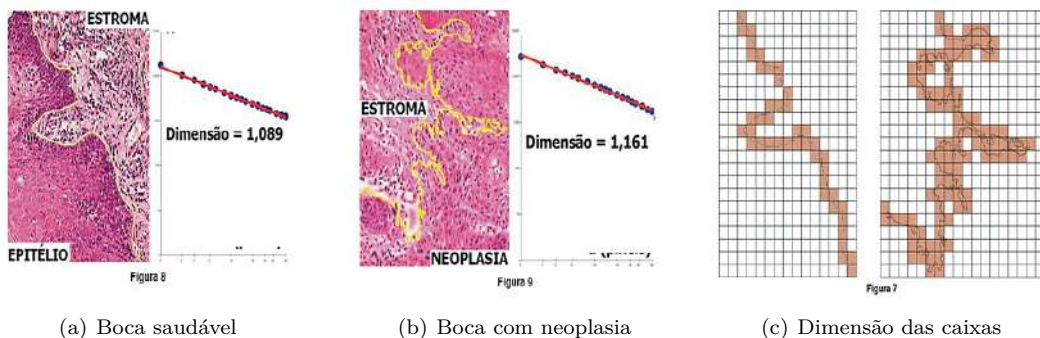 ESTROMA
Dimensão = 1,089
EPITÉLIO
Figura 8
ESTROMA
Dimensão = 1,161
NEOPLASIA
Figura 9
Figura 7
(a) Boca saudável
(b) Boca com neoplasia
(c) Dimensão das caixas